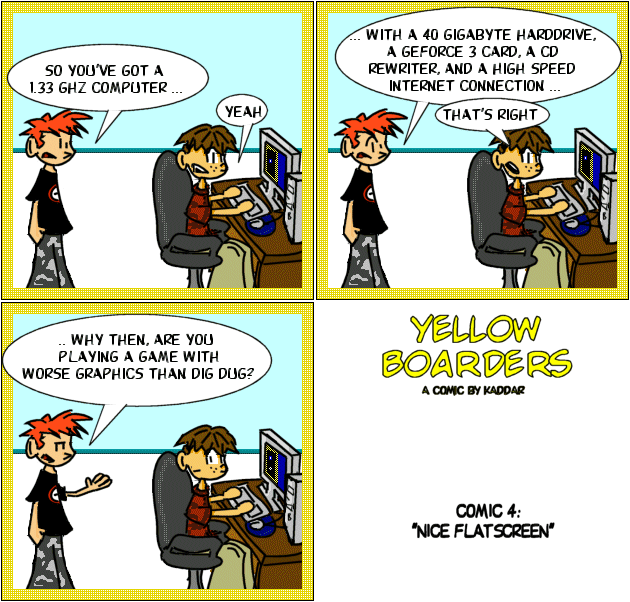 SO YOU'VE GOT A
1.33 GHZ COMPUTER ...
YEAH
... WITH A 40 GIGABYTE HARDDRIVE,
A GEFORCE 3 CARD, A CD
REWRITER, AND A HIGH SPEED
INTERNET CONNECTION ...
THAT'S RIGHT
.. WHY THEN, ARE YOU
PLAYING A GAME WITH
WORSE GRAPHICS THAN DIG DUG?
YELLOW
BOARDERS
A COMIC BY KADDAR
COMIC 4:
"NICE FLATSCREEN"